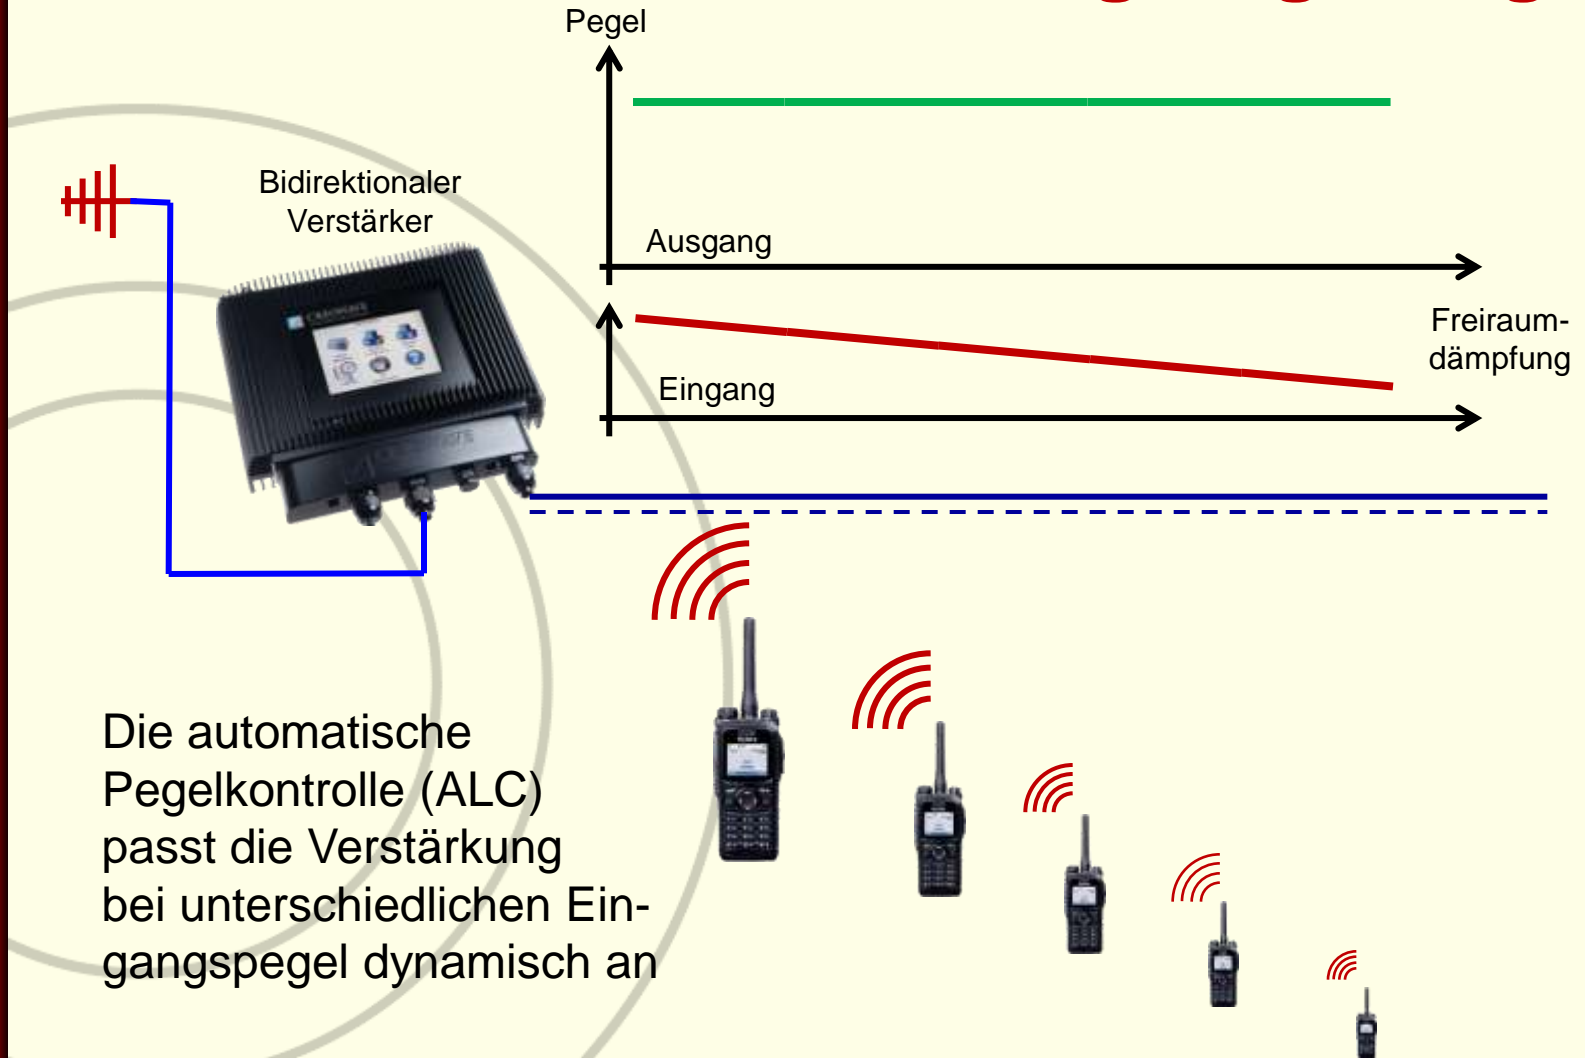 Pegel
Bidirektionaler
Verstärker
Ausgang
Freiraum-
dämpfung
Eingang
Die automatische
Pegelkontrolle (ALC)
passt die Verstärkung
bei unterschiedlichen Ein-
gangspegel dynamisch an